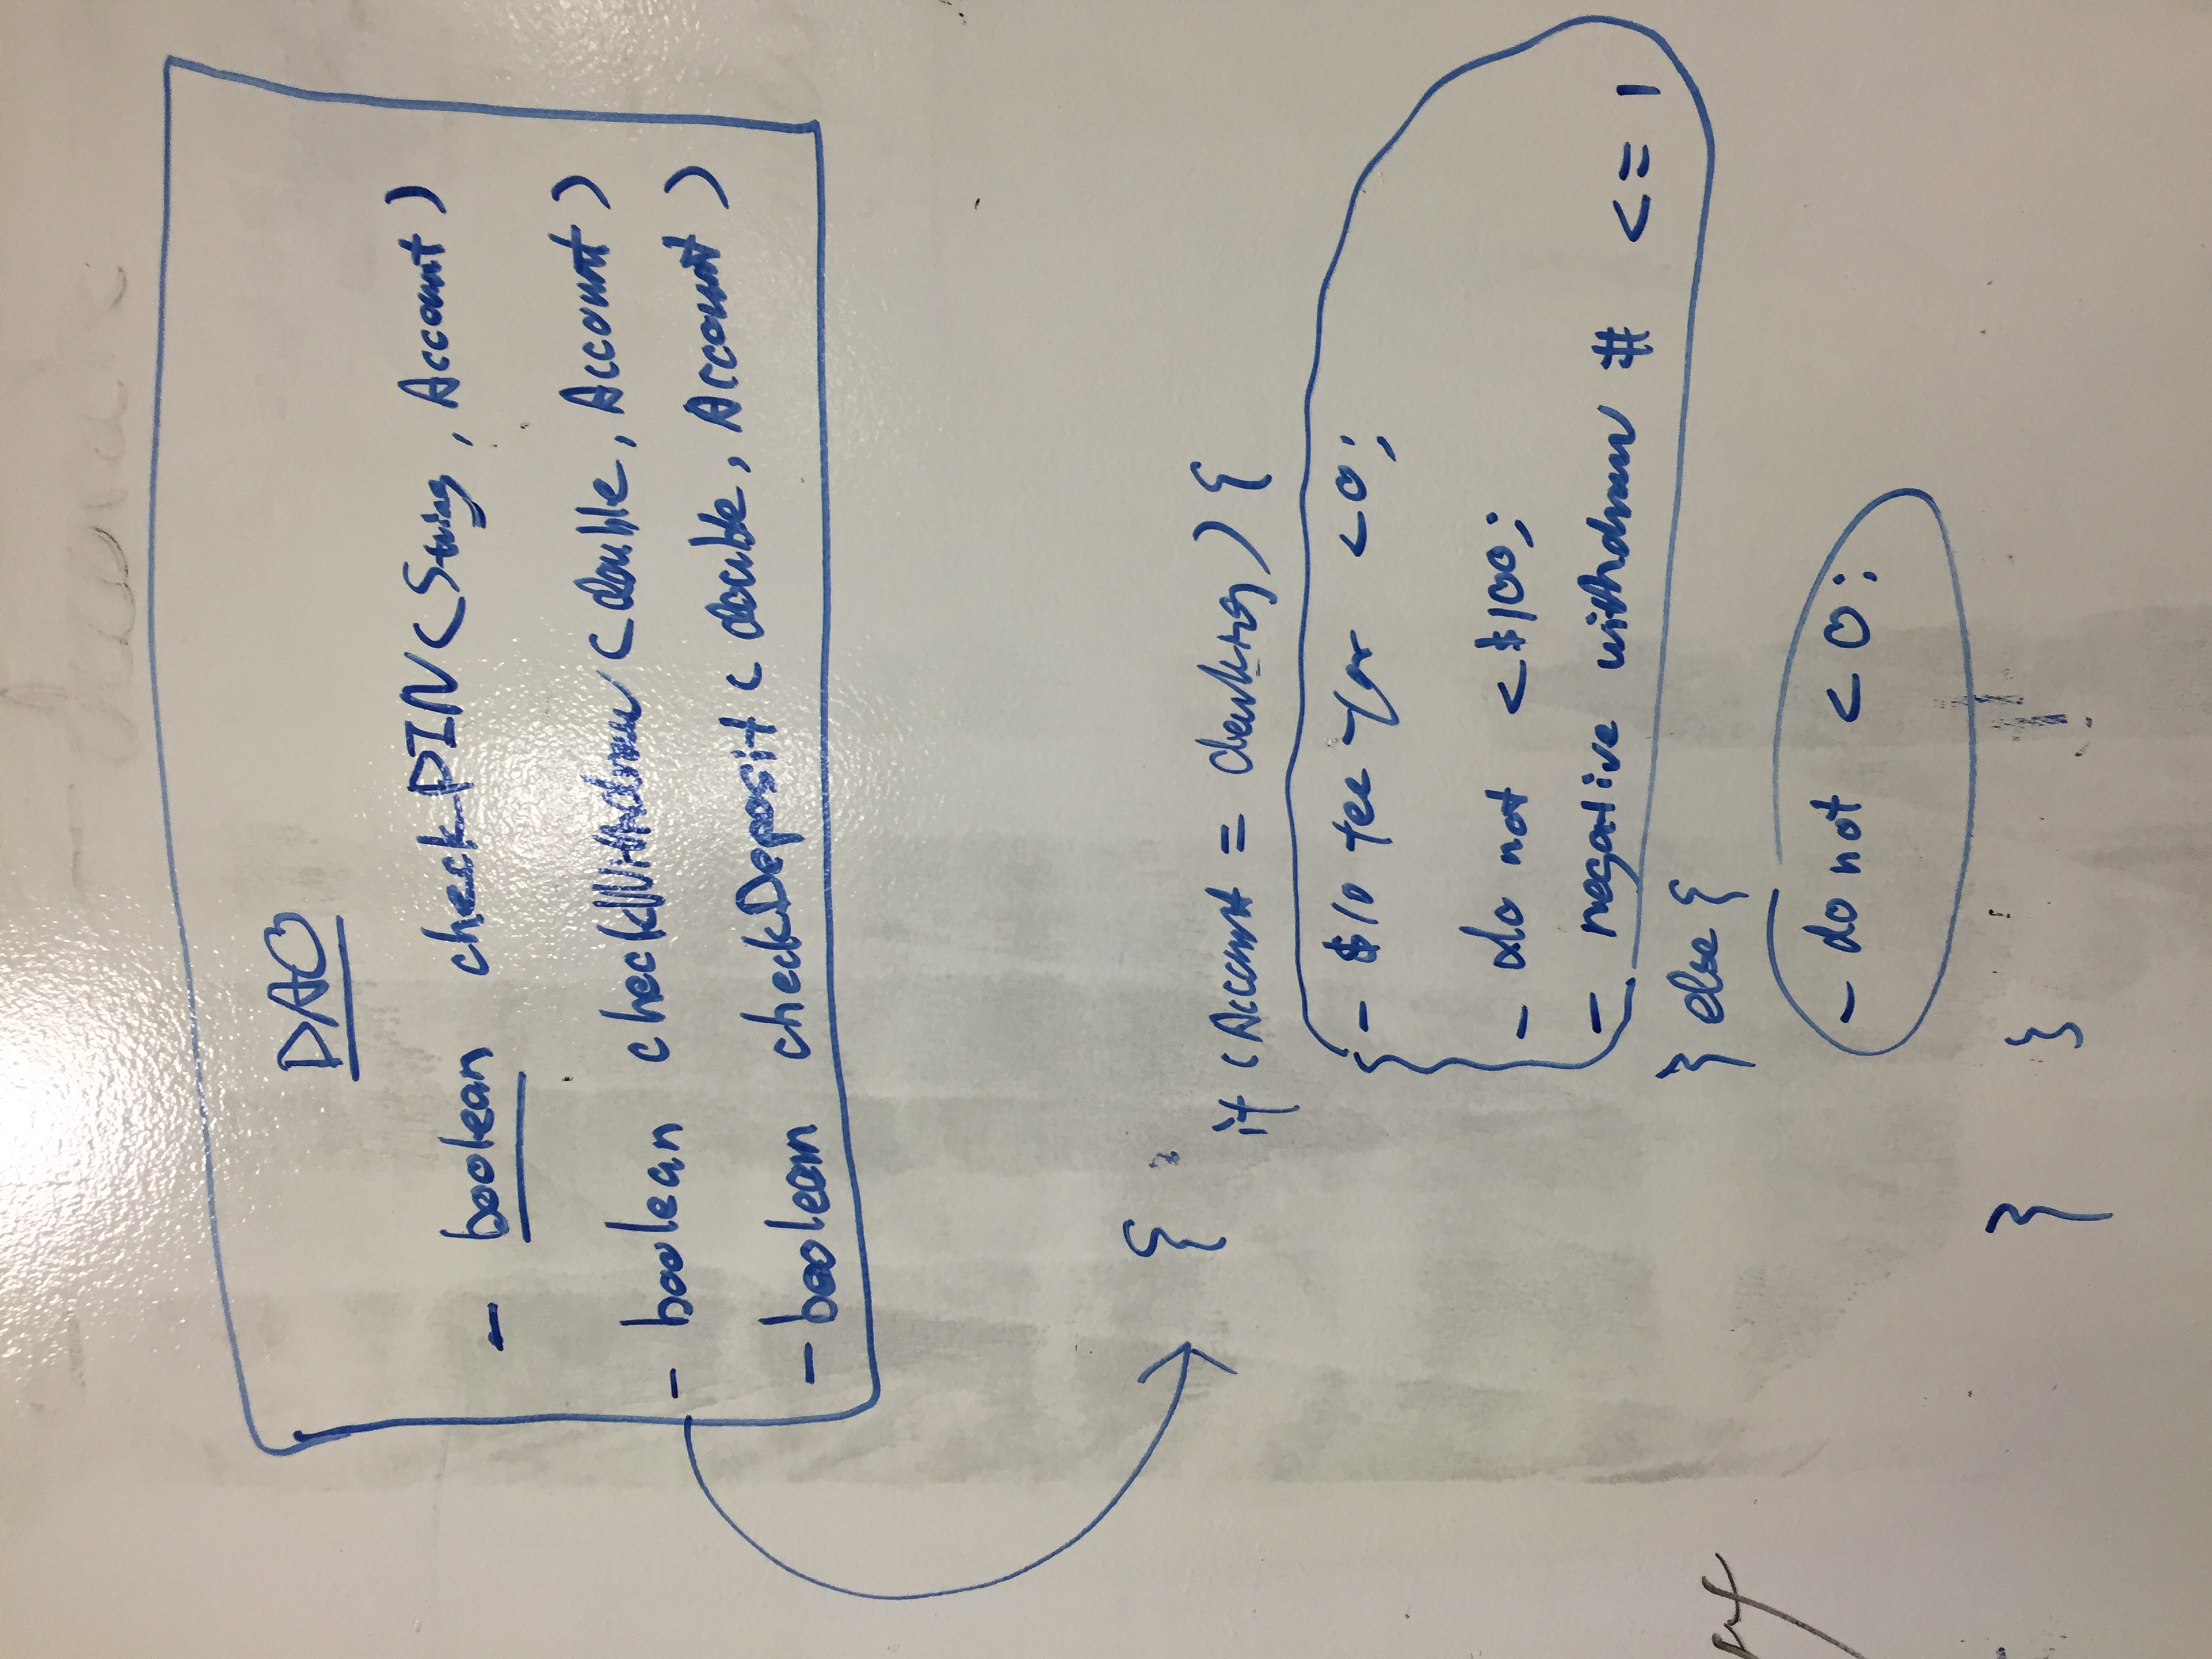 DAO
- boolean checkPIN (String, Account)
- boolean checkWithdraw (double, Account)
- boolean checkDeposit (double, Account)
{
if (Account = checking) {
- $10 fee for < 0;
- do not < $100;
- negative withdraw # <= 1
} else {
- do not < 0;
} }